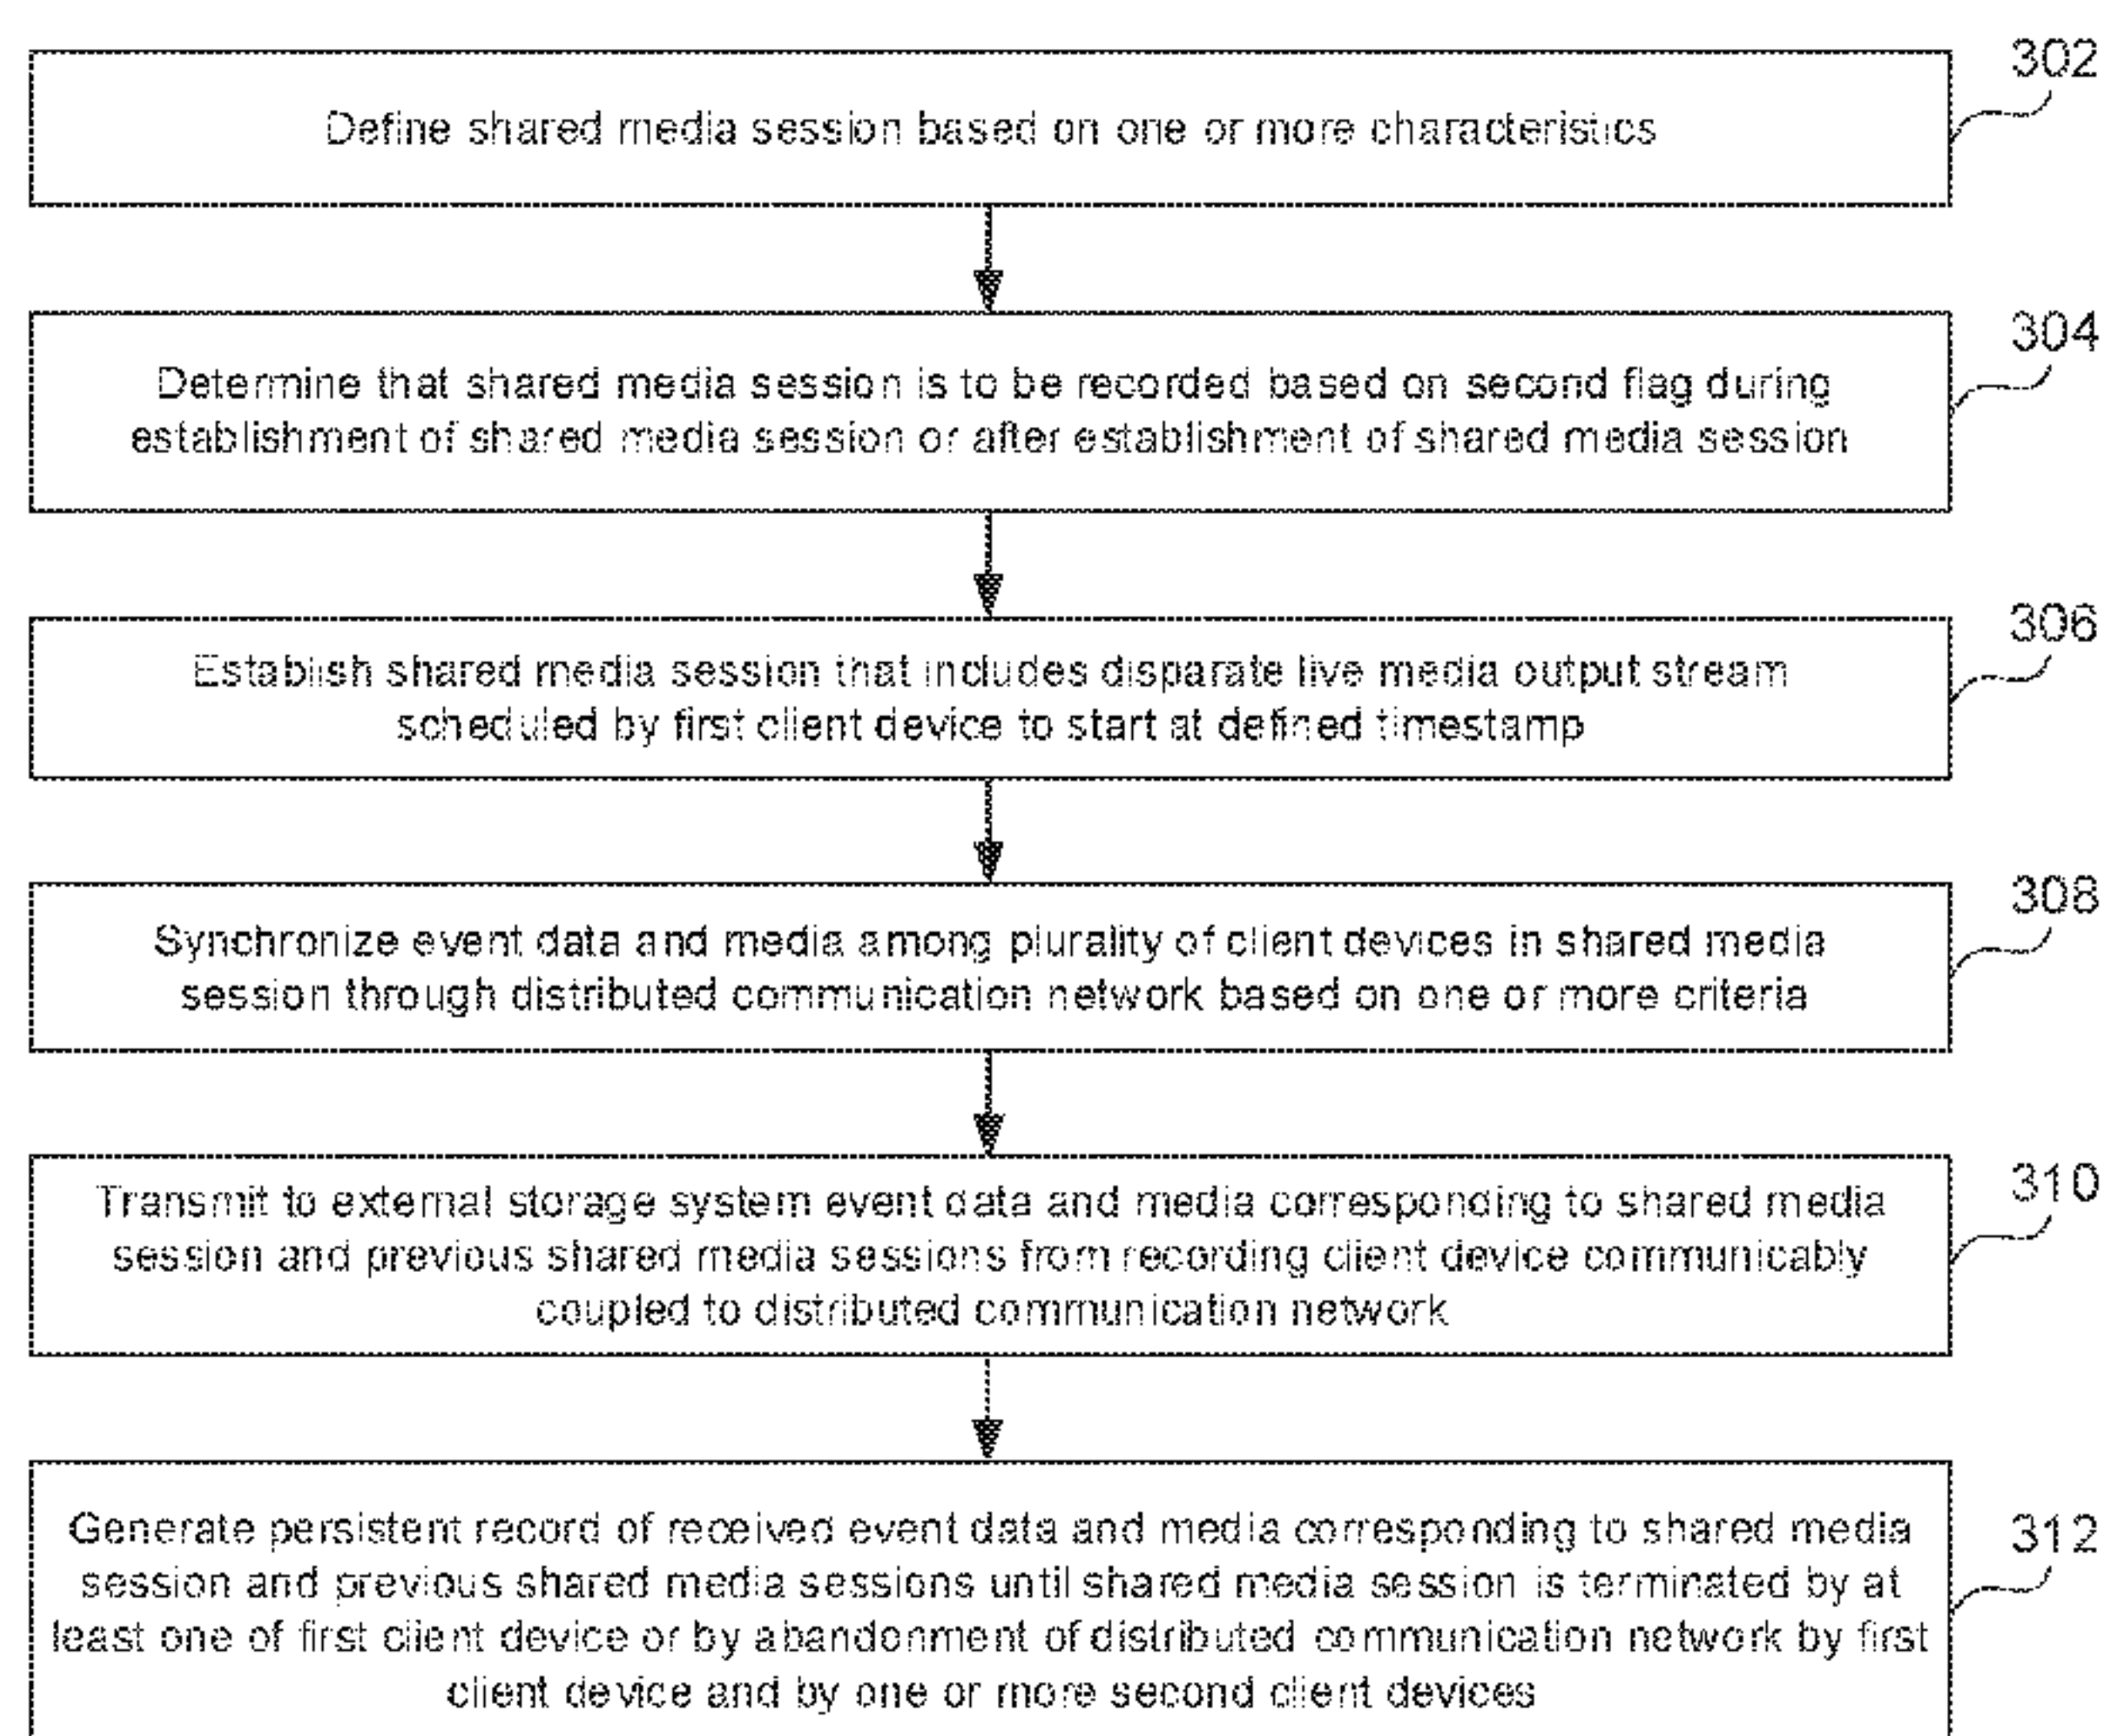 302
Define shared media session based on one or more characteristics
304
Determine that shared media session is to be recorded based on second flag during
establishment of shared media session or after establishment of shared media session
306
Establish shared media session that includes disparate live media output stream
scheduled by first client device to start at defined timestamp
308
Synchronize event data and media among plurality of client devices in shared media
session through distributed communication network based on one or more criteria
310
Transmit to external storage system event data and media corresponding to shared media
session and previous shared media sessions from recording client device communicably
coupled to distributed communication network
312
Generate persistent record of received event data and media corresponding to shared media
session and previous shared media sessions until shared media session is terminated by at
least one of first client device or by abandonment of distributed communication network by first
client device and by one or more second client devices